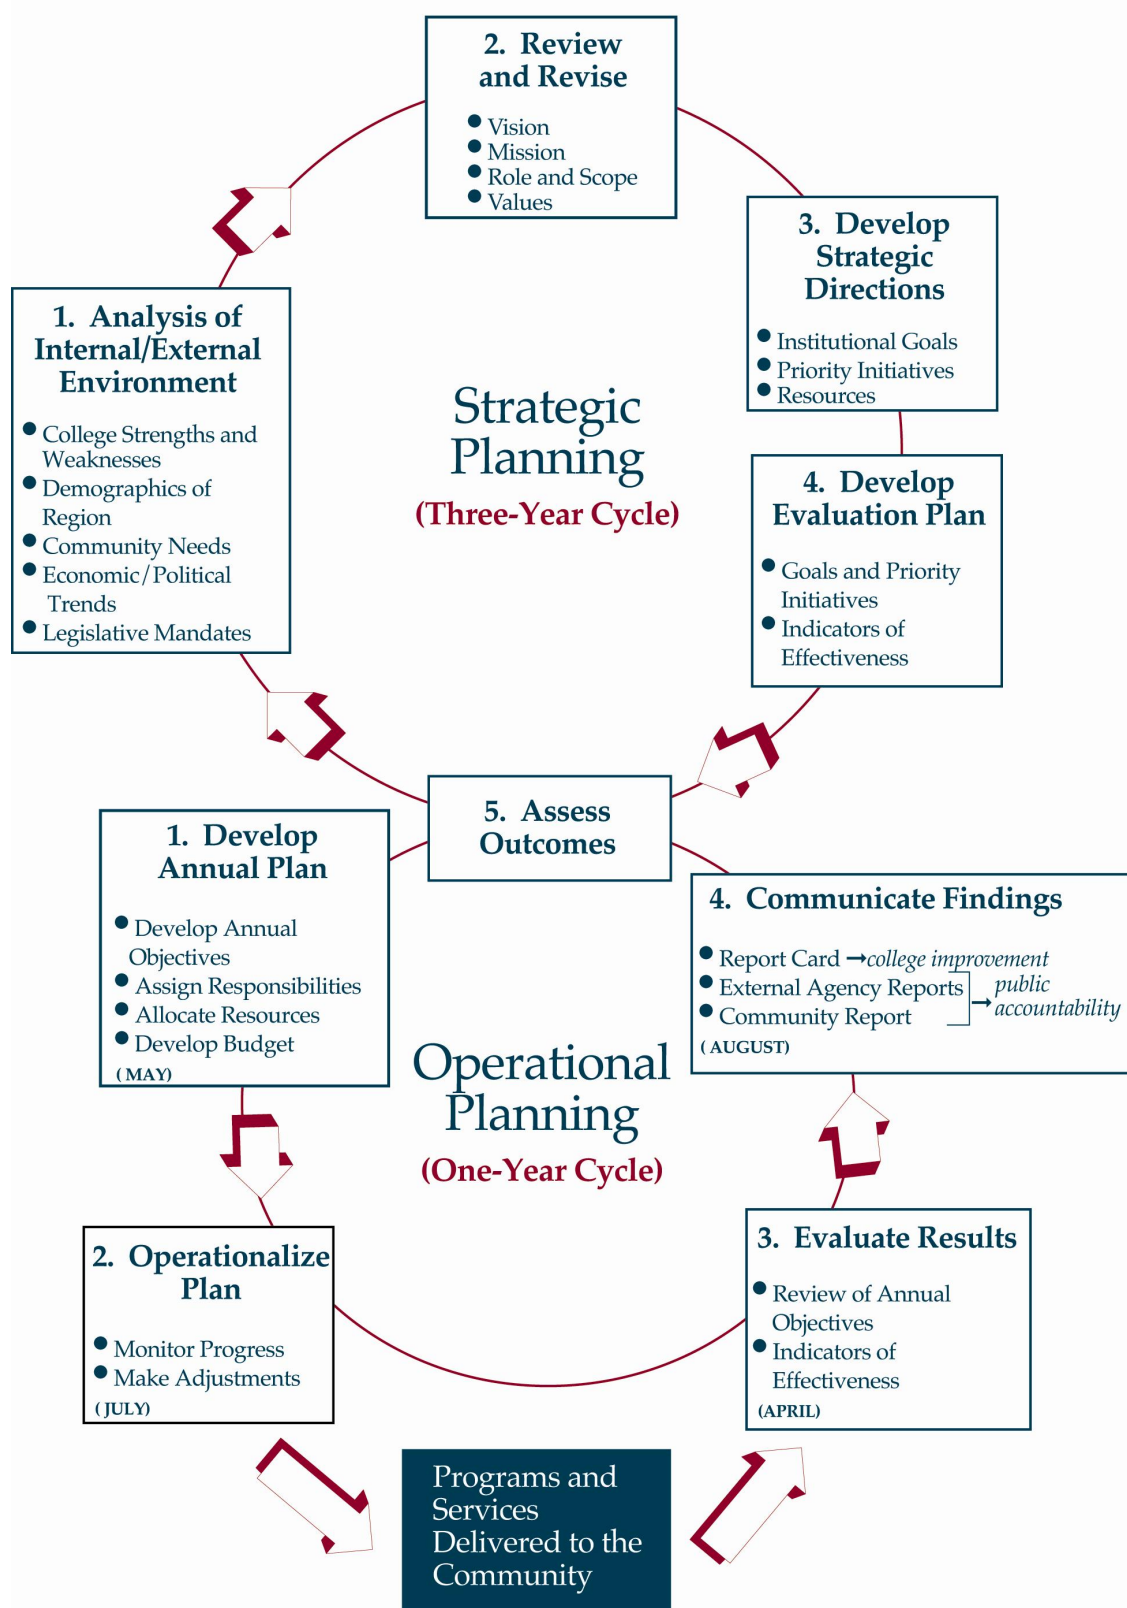 2. Review
and Revise
● Vision
● Mission
● Role and Scope
● Values
3. Develop
Strategic
Directions
● Institutional Goals
● Priority Initiatives
● Resources
1. Analysis of
Internal/External
Environment
● College Strengths and
Weaknesses
● Demographics of
Region
● Community Needs
● Economic/Political
Trends
● Legislative Mandates
Strategic
Planning
(Three-Year Cycle)
4. Develop
Evaluation Plan
● Goals and Priority
Initiatives
● Indicators of
Effectiveness
5. Assess
Outcomes
1. Develop
Annual Plan
● Develop Annual
Objectives
● Assign Responsibilities
● Allocate Resources
● Develop Budget
( MAY)
4. Communicate Findings
● Report Card →college improvement
● External Agency Reports
● Community Report
→ public
accountability
( AUGUST)
Operational
Planning
(One-Year Cycle)
2. Operationalize
Plan
● Monitor Progress
● Make Adjustments
( JULY)
3. Evaluate Results
● Review of Annual
Objectives
● Indicators of
Effectiveness
(APRIL)
Programs and
Services
Delivered to the
Community